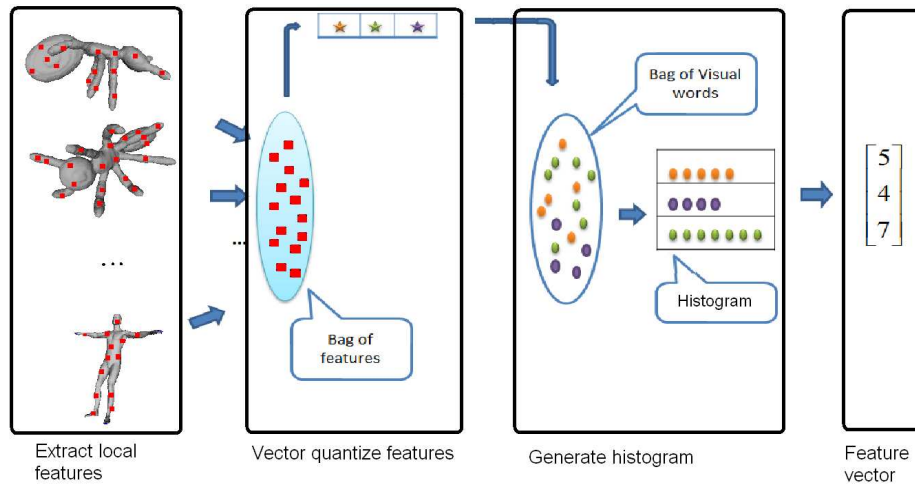 ...
...
Bag of
features
Bag of Visual
words
Histogram
5
4
7
Extract local
features
Vector quantize features
Generate histogram
Feature
vector